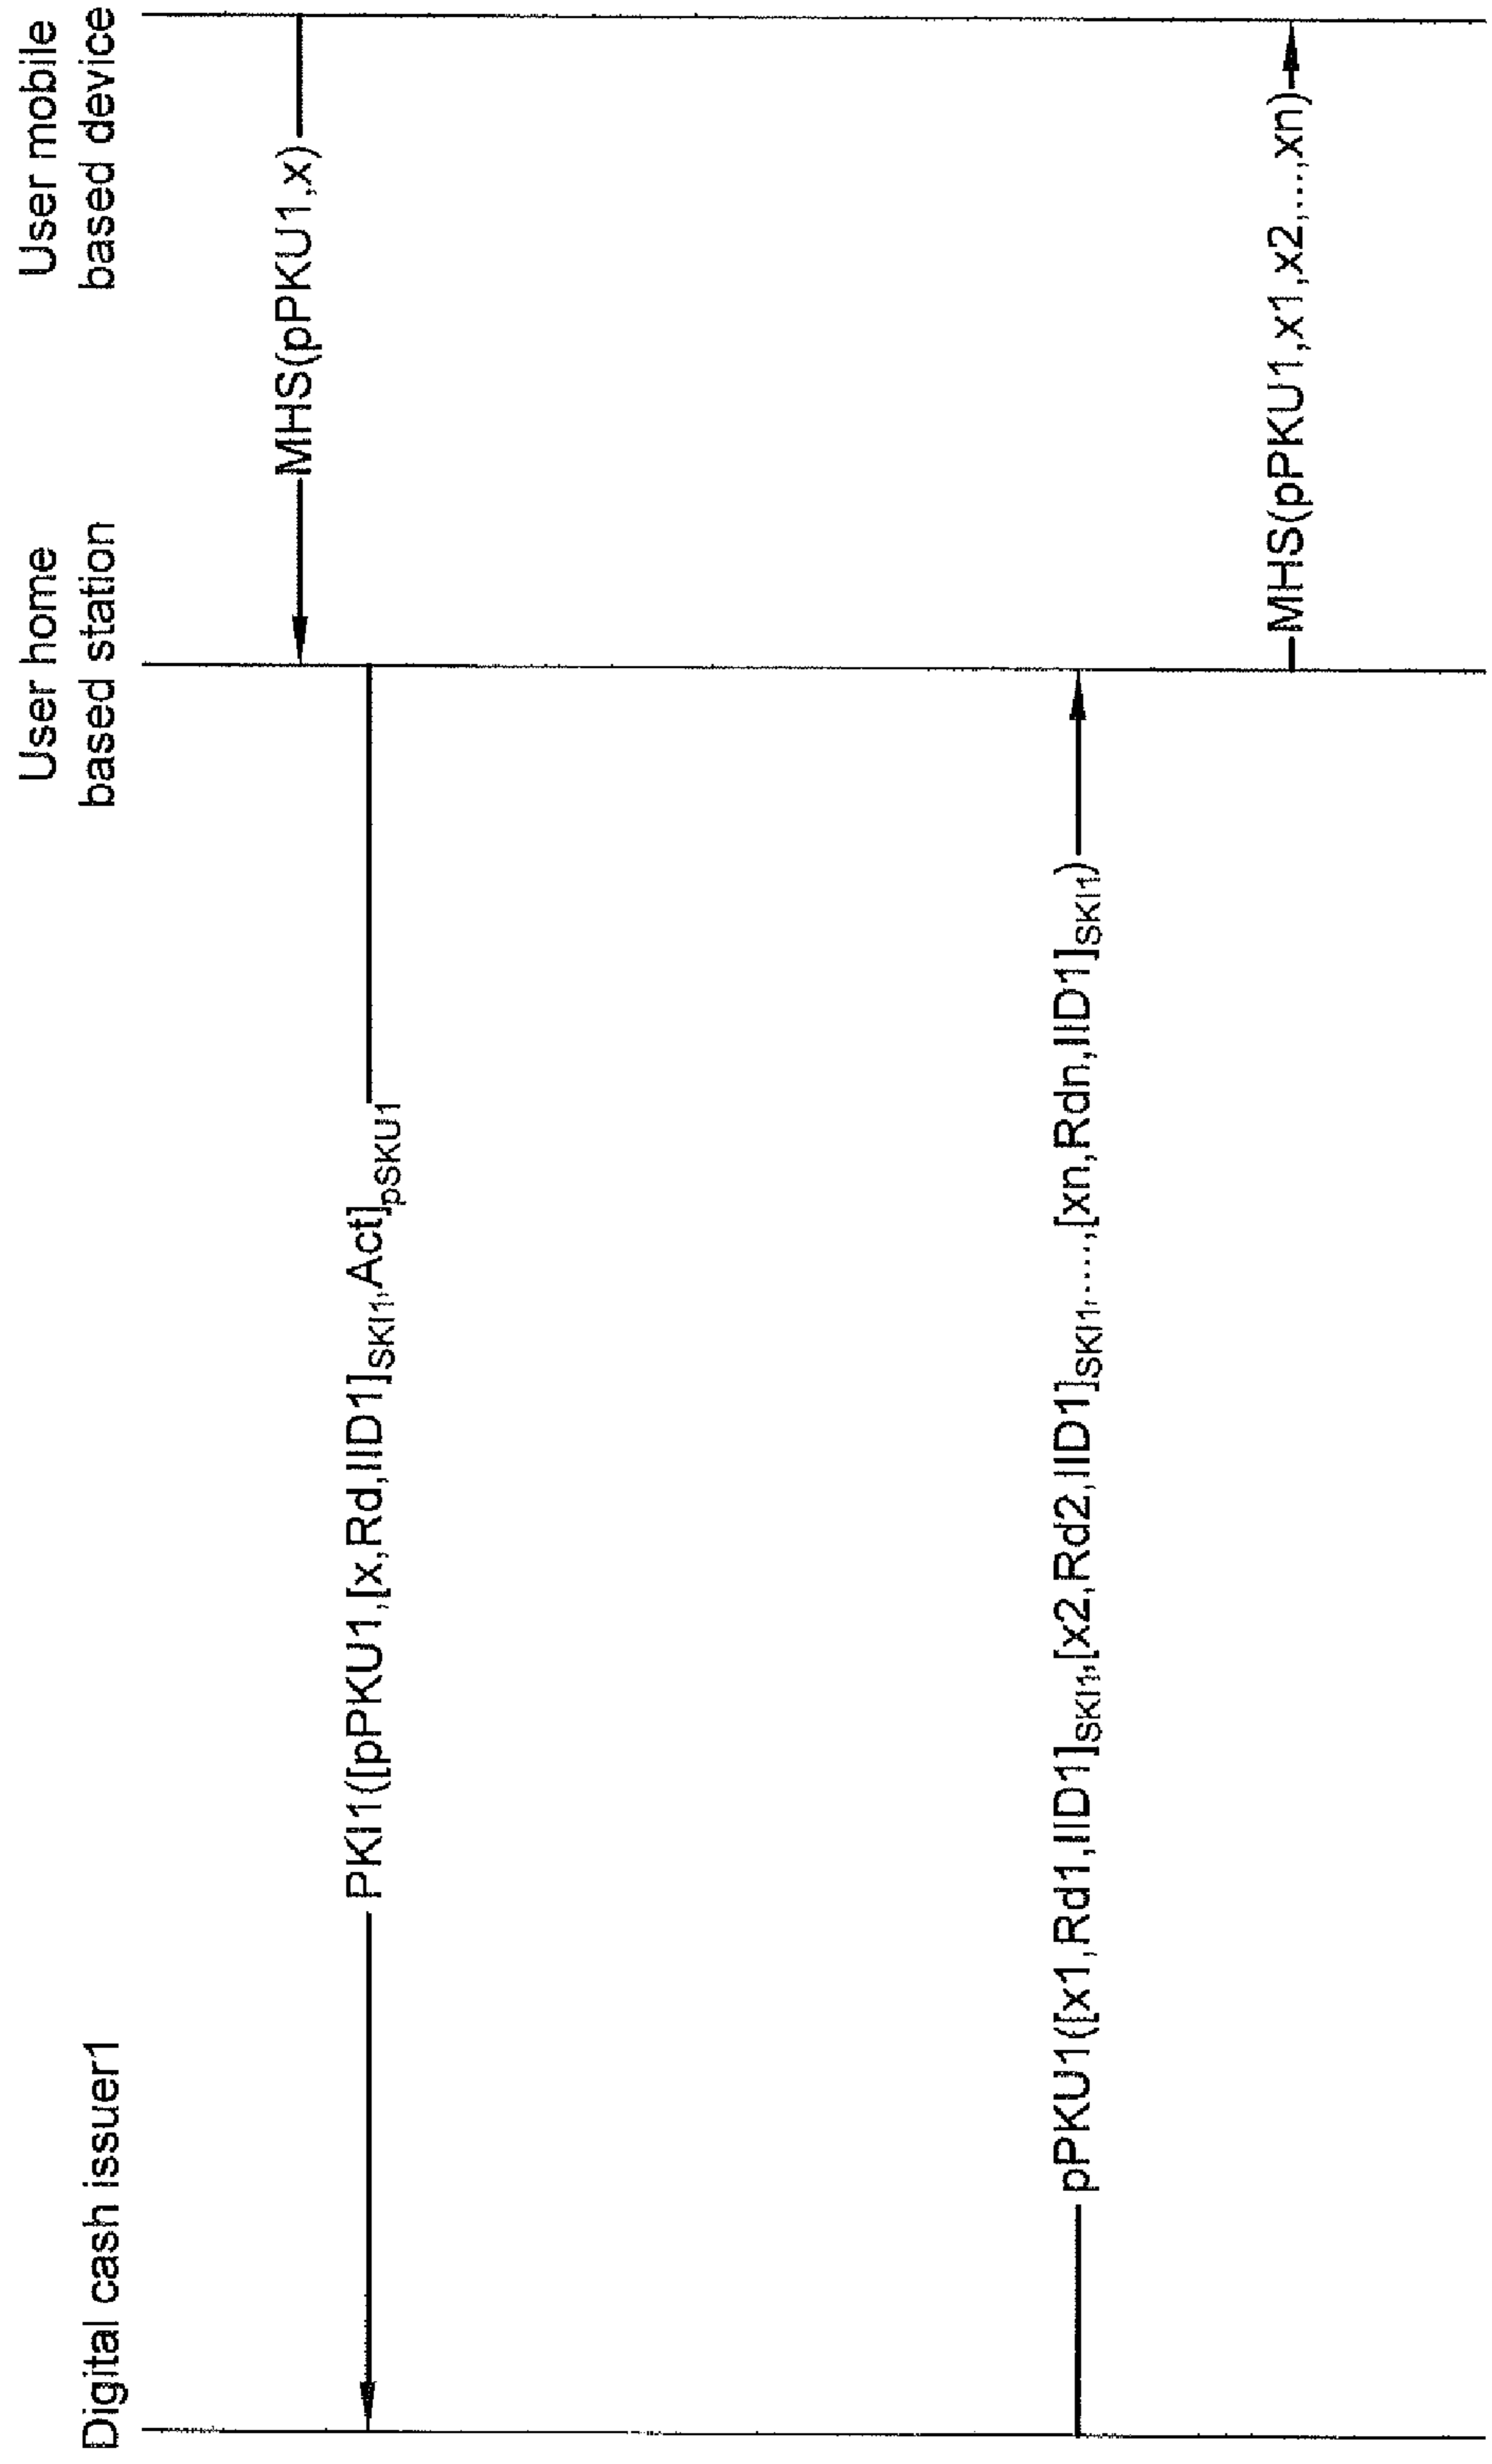 Digital cash issuer1
User home
based station
User mobile
based device
MHS(pPKU1,x)
PKI1([pPKU1,[x,Rd,IID1]SKI1,Act]pSKU1
pPKU1([x1,Rd1,IID1]SKI1,[x2,Rd2,IID1]SKI1,....,[xn,Rdn,IID1]SKI1)
MHS(pPKU1,x1,x2,...,xn)